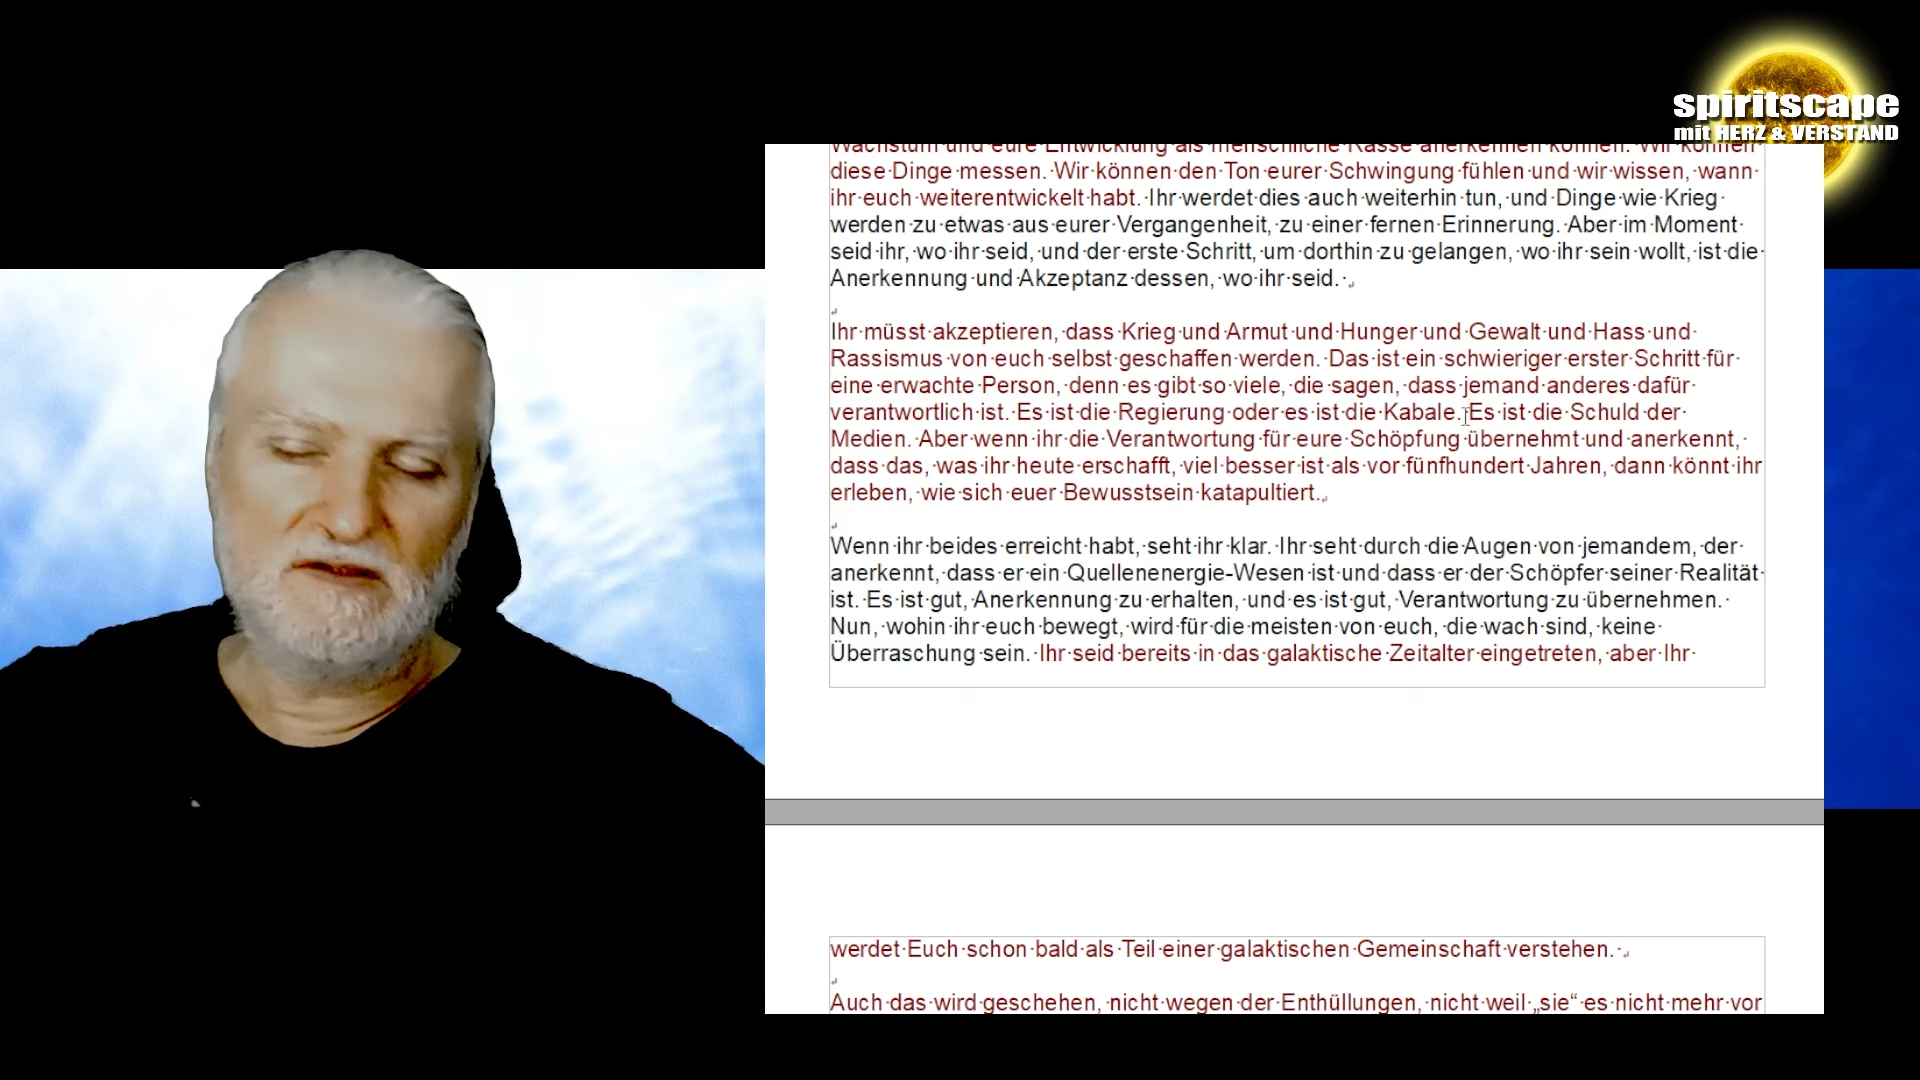 spiritscape
mit HERZ & VERSTAND
Wachstum und eure Entwicklung als menschliche Rasse anerkennen können. Wir können
diese Dinge messen. Wir können den Ton eurer Schwingung fühlen und wir wissen, wann
ihr euch weiterentwickelt habt. Ihr werdet dies auch weiterhin tun, und Dinge wie Krieg
werden zu etwas aus eurer Vergangenheit, zu einer fernen Erinnerung. Aber im Moment
seid ihr, wo ihr seid, und der erste Schritt, um dorthin zu gelangen, wo ihr sein wollt, ist die
Anerkennung und Akzeptanz dessen, wo ihr seid.
Ihr müsst akzeptieren, dass Krieg und Armut und Hunger und Gewalt und Hass und
Rassismus von euch selbst geschaffen werden. Das ist ein schwieriger erster Schritt für
eine erwachte Person, denn es gibt so viele, die sagen, dass jemand anderes dafür
verantwortlich ist. Es ist die Regierung oder es ist die Kabale. Es ist die Schuld der
Medien. Aber wenn ihr die Verantwortung für eure Schöpfung übernehmt und anerkennt,
dass das, was ihr heute erschafft, viel besser ist als vor fünfhundert Jahren, dann könnt ihr
erleben, wie sich euer Bewusstsein katapultiert.
Wenn ihr beides erreicht habt, seht ihr klar. Ihr seht durch die Augen von jemandem, der
anerkennt, dass er ein Quellenenergie-Wesen ist und dass er der Schöpfer seiner Realität
ist. Es ist gut, Anerkennung zu erhalten, und es ist gut, Verantwortung zu übernehmen.
Nun, wohin ihr euch bewegt, wird für die meisten von euch, die wach sind, keine
Überraschung sein. Ihr seid bereits in das galaktische Zeitalter eingetreten, aber Ihr
werdet Euch schon bald als Teil einer galaktischen Gemeinschaft verstehen.
Auch das wird geschehen, nicht wegen der Enthüllungen, nicht weil „sie“ es nicht mehr vor